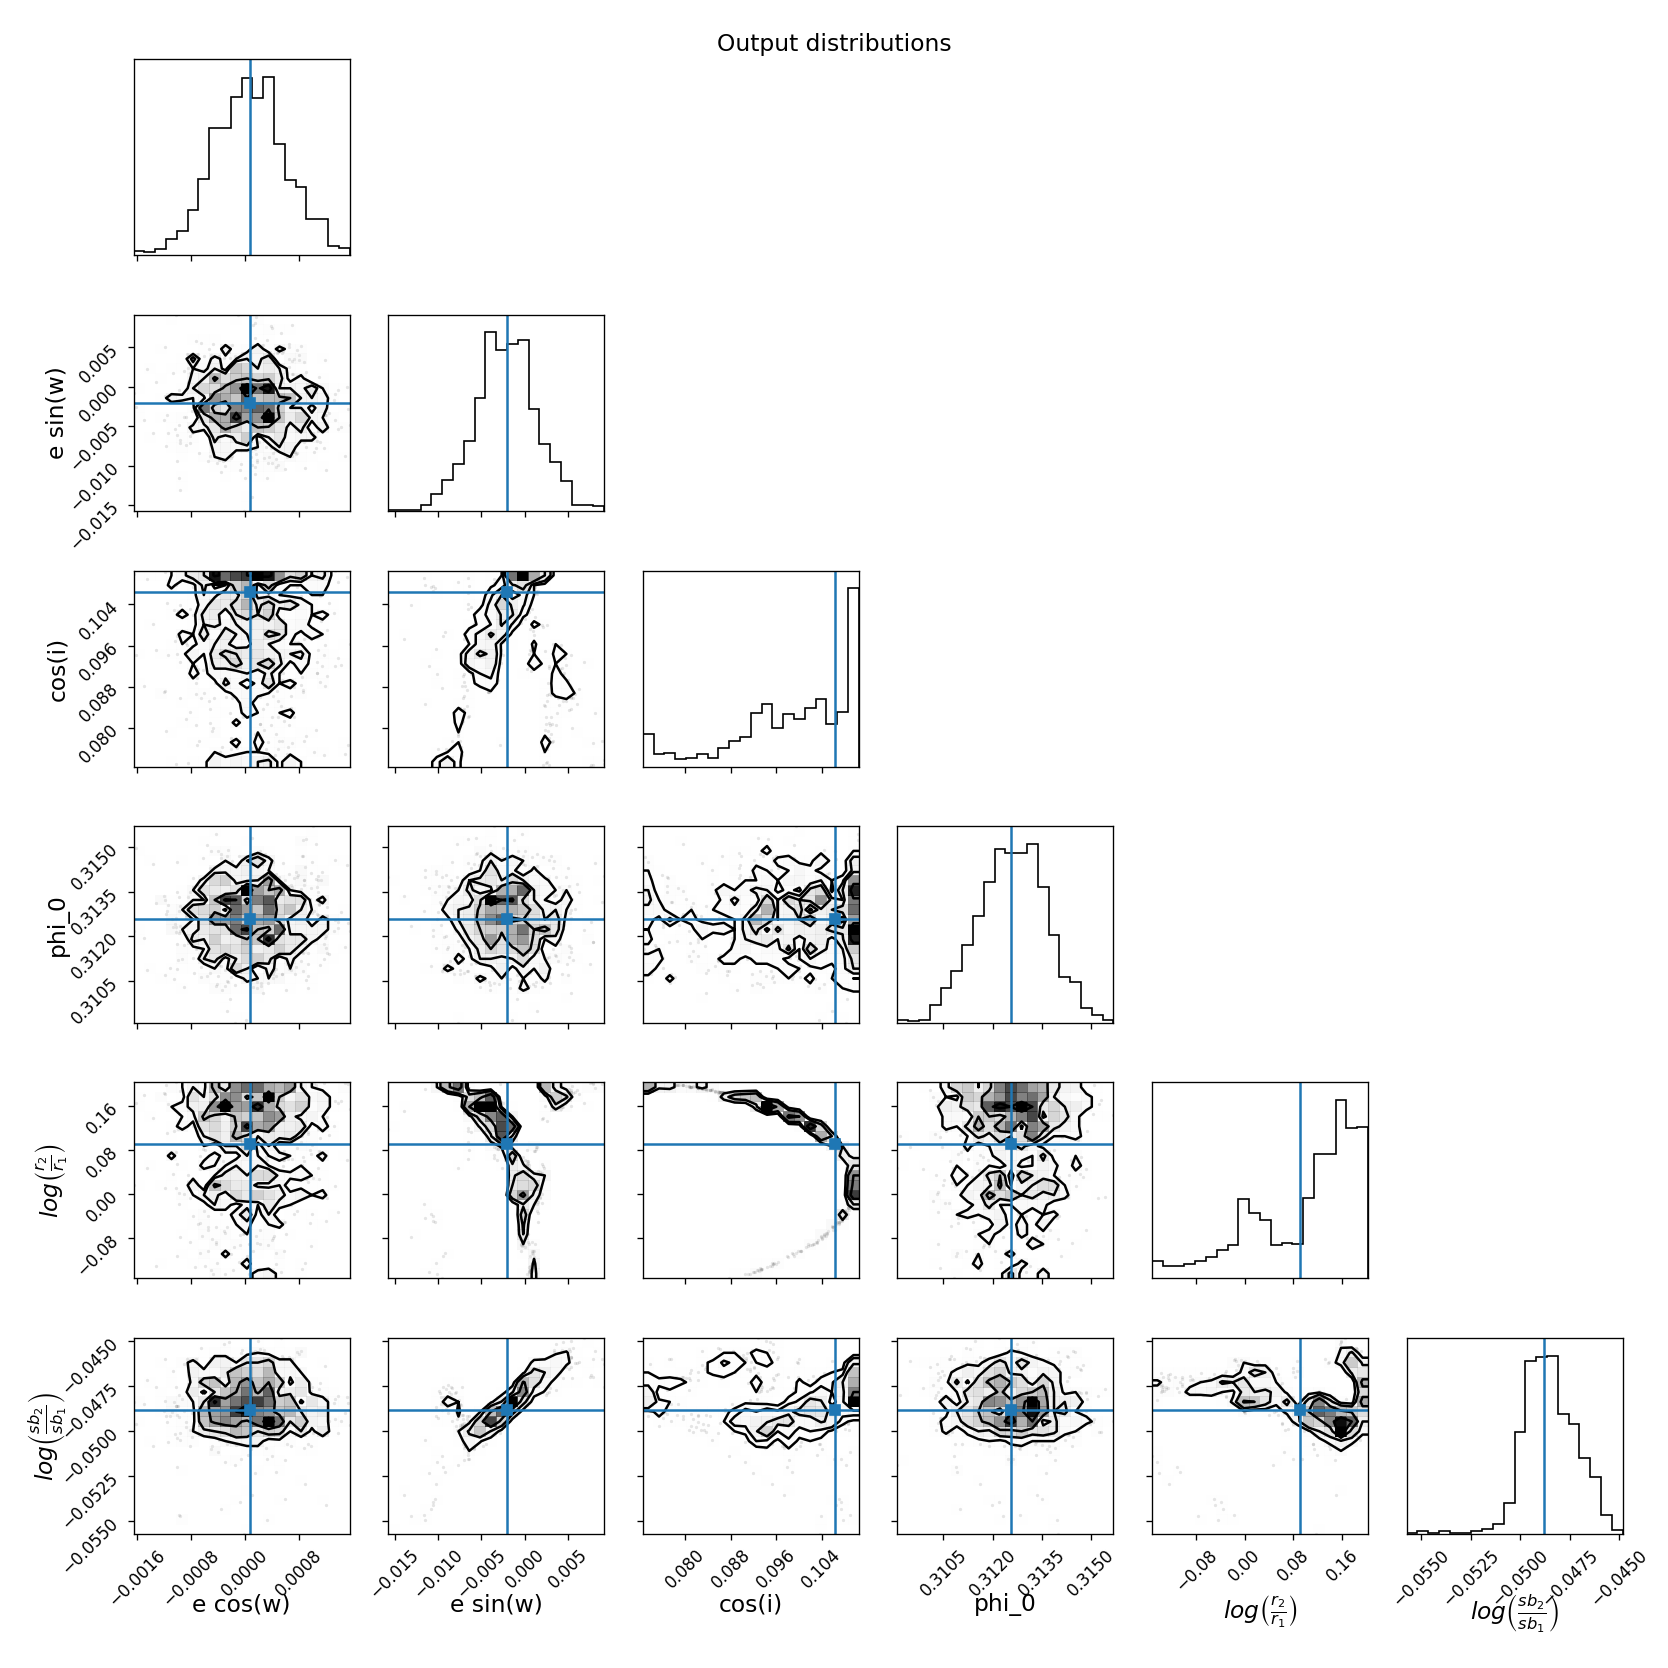 Output distributions
e sin(w)
0.005
0.000
−0.005
−0.010
−0.015
cos(i)
0.104
0.096
0.088
0.080
phi_0
0.3150
0.3135
0.3120
0.3105
log(r2/r1)
0.16
0.08
0.00
−0.08
log(sb2/sb1)
−0.0450
−0.0475
−0.0500
−0.0525
−0.0550
−0.0016 −0.0008 0.0000 0.0008
−0.015 −0.010 −0.005 0.000 0.005
0.080 0.088 0.096 0.104
0.3105 0.3120 0.3135 0.3150
−0.08 0.00 0.08 0.16
−0.0550 −0.0525 −0.0500 −0.0475 −0.0450
e cos(w) e sin(w) cos(i) phi_0 log(r2/r1) log(sb2/sb1)